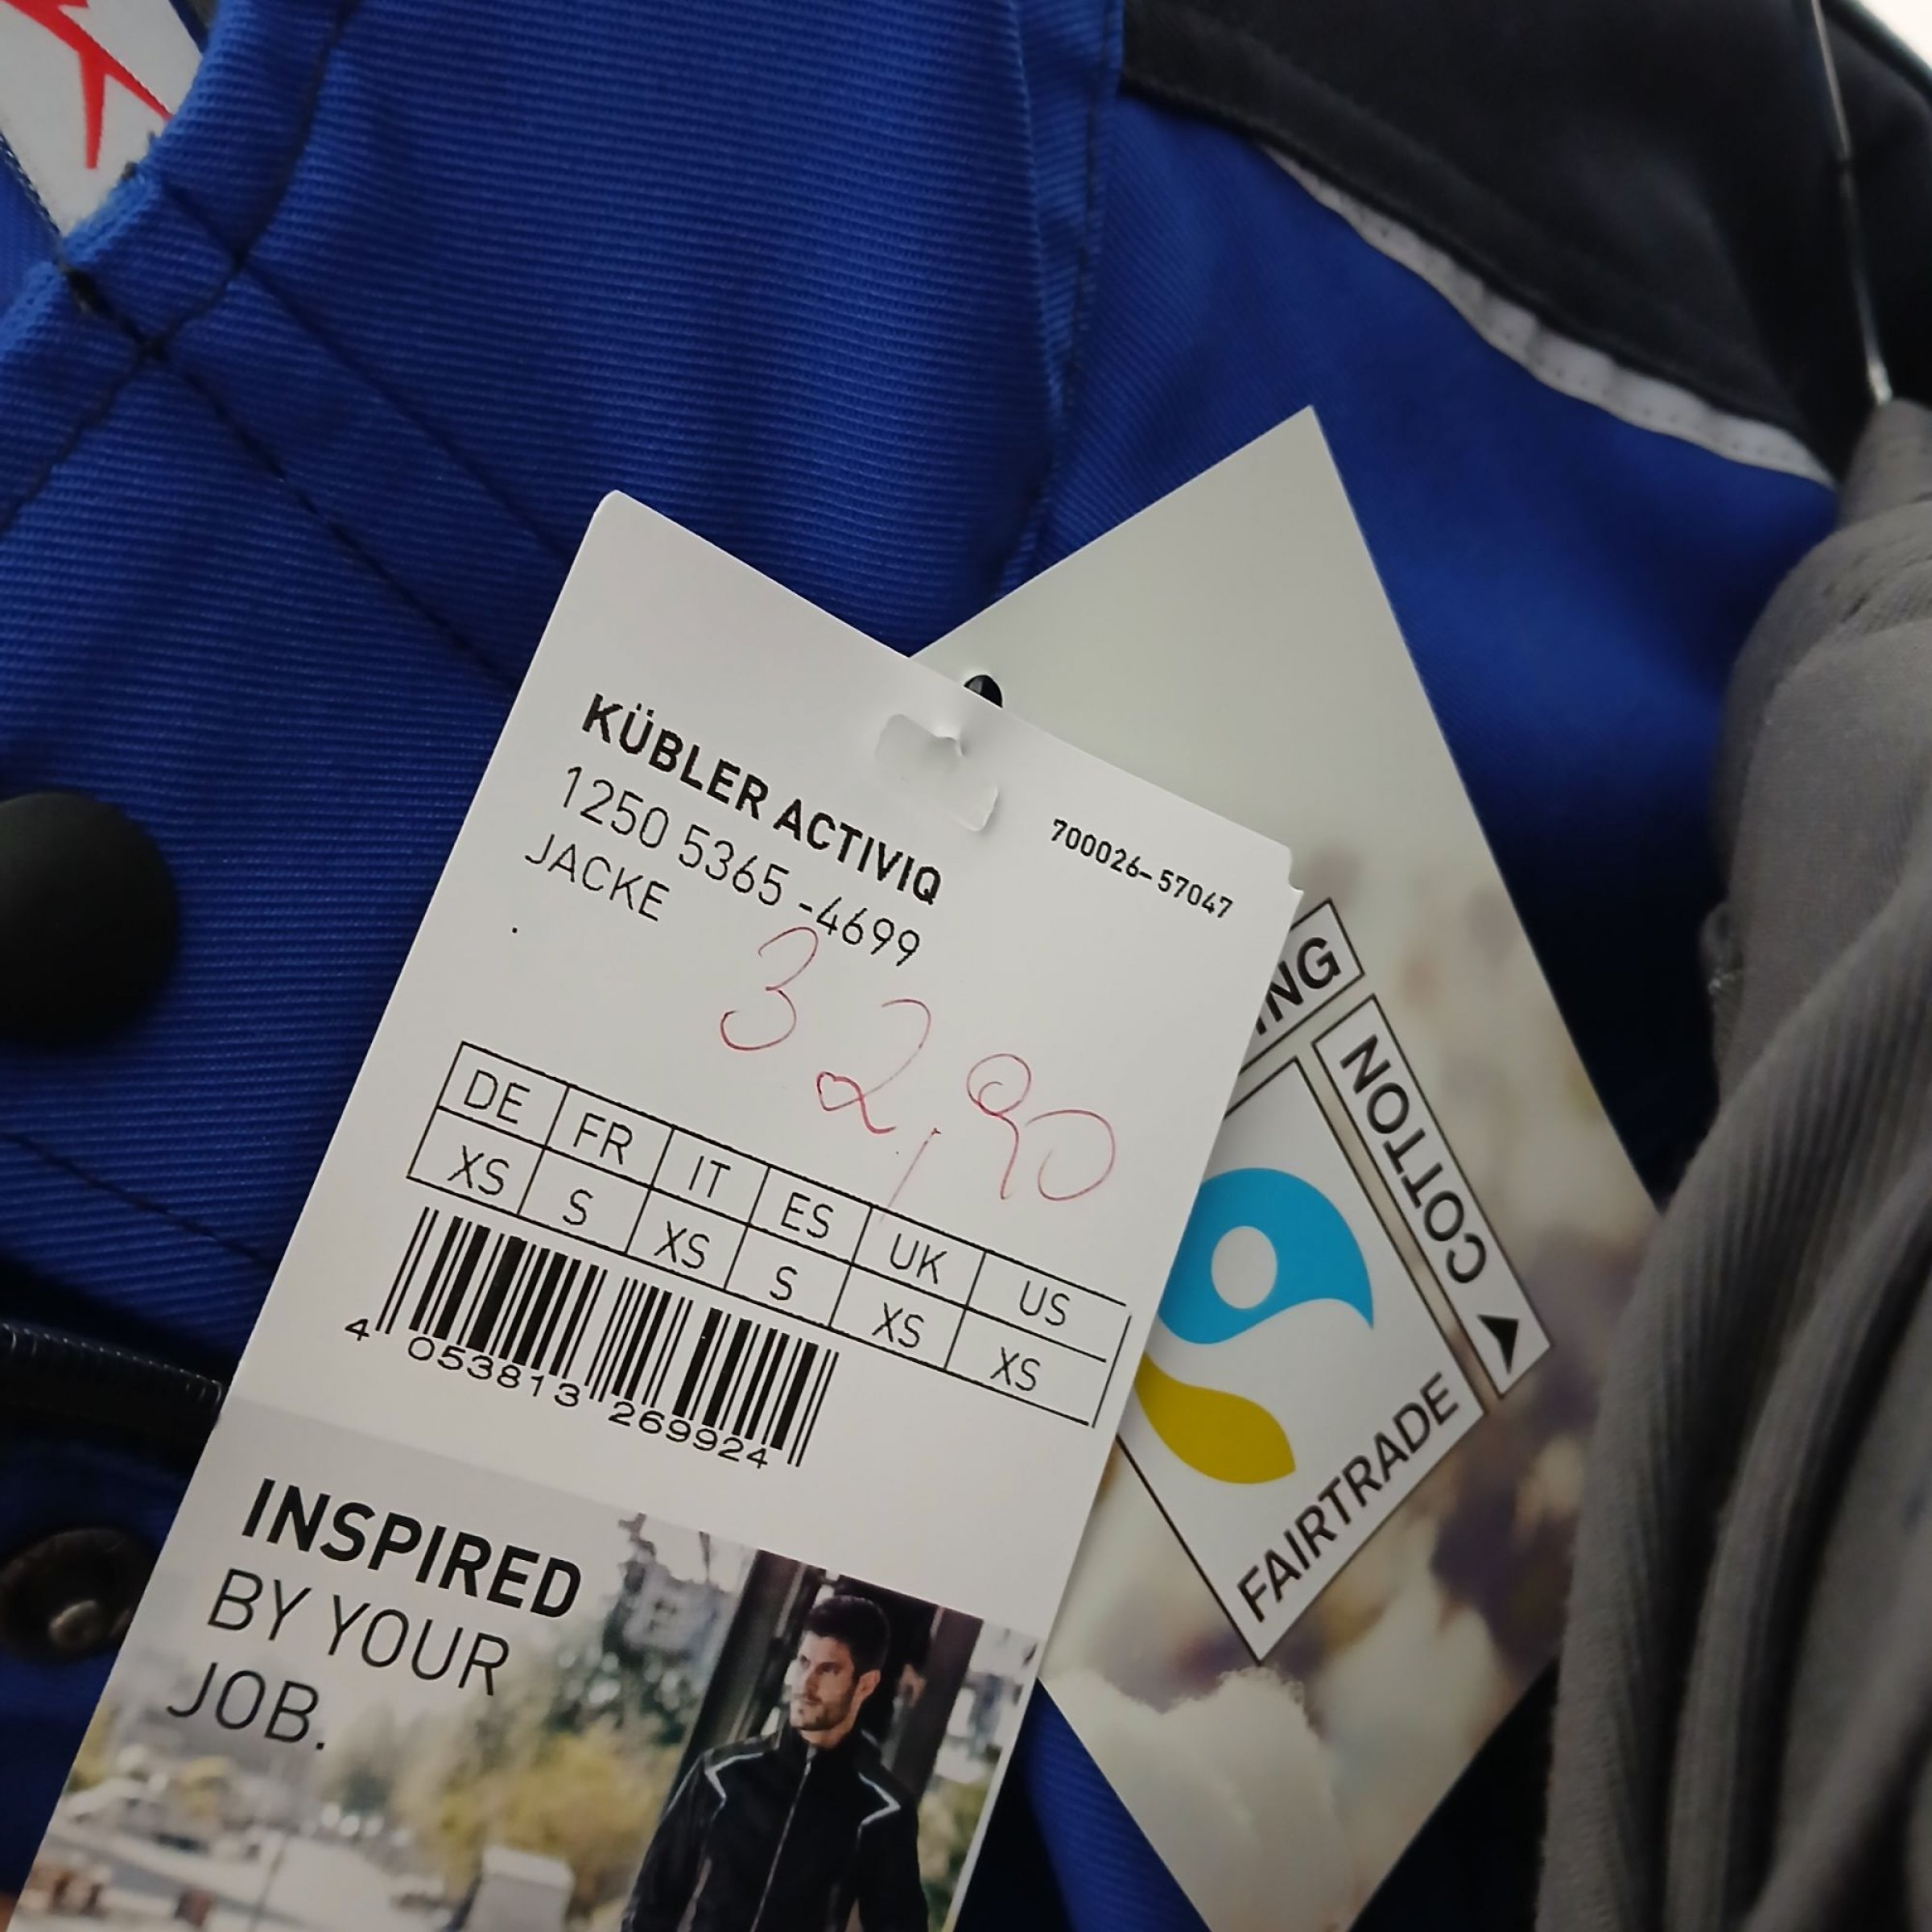 KÜBLER ACTIVIQ
1250 5365 -4699
JACKE
700026-57047
32,90
DE FR IT ES UK US
XS S XS S XS XS
4 053813 269924
INSPIRED
BY YOUR
JOB.
COTTON
FAIRTRADE